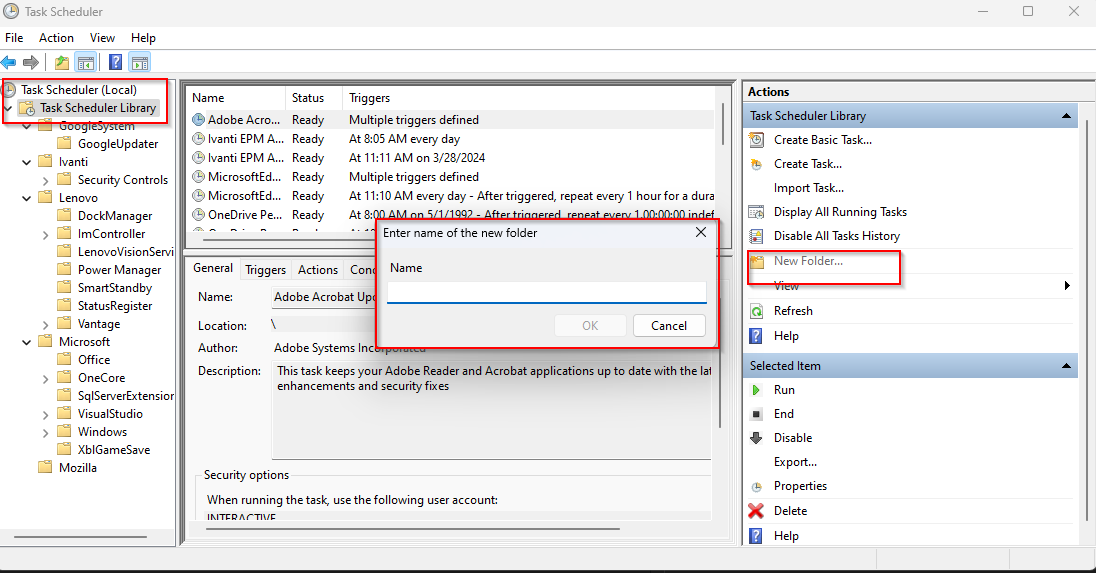 Task Scheduler
File Action View Help
Task Scheduler (Local)
Task Scheduler Library
GoogleSystem
GoogleUpdater
Ivanti
Security Controls
Lenovo
DockManager
ImController
LenovoVisionServi
Power Manager
SmartStandby
StatusRegister
Vantage
Microsoft
Office
OneCore
SqlServerExtension
VisualStudio
Windows
XblGameSave
Mozilla
Name Status Triggers
Adobe Acro... Ready Multiple triggers defined
Ivanti EPM A... Ready At 8:05 AM every day
Ivanti EPM A... Ready At 11:11 AM on 3/28/2024
MicrosoftEd... Ready Multiple triggers defined
MicrosoftEd... Ready At 11:10 AM every day - After triggered, repeat every 1 hour for a dura
OneDrive Pe... Ready At 8:00 AM on 5/1/1992 - After triggered, repeat every 1.00:00:00 indef
Enter name of the new folder
Name
OK Cancel
General Triggers Actions Conc
Name: Adobe Acrobat Upd
Location: \
Author: Adobe Systems Incorporated
Description: This task keeps your Adobe Reader and Acrobat applications up to date with the lat
enhancements and security fixes
Security options
When running the task, use the following user account:
INTERACTIVE
Actions
Task Scheduler Library
Create Basic Task...
Create Task...
Import Task...
Display All Running Tasks
Disable All Tasks History
New Folder...
View
Refresh
Help
Selected Item
Run
End
Disable
Export...
Properties
Delete
Help